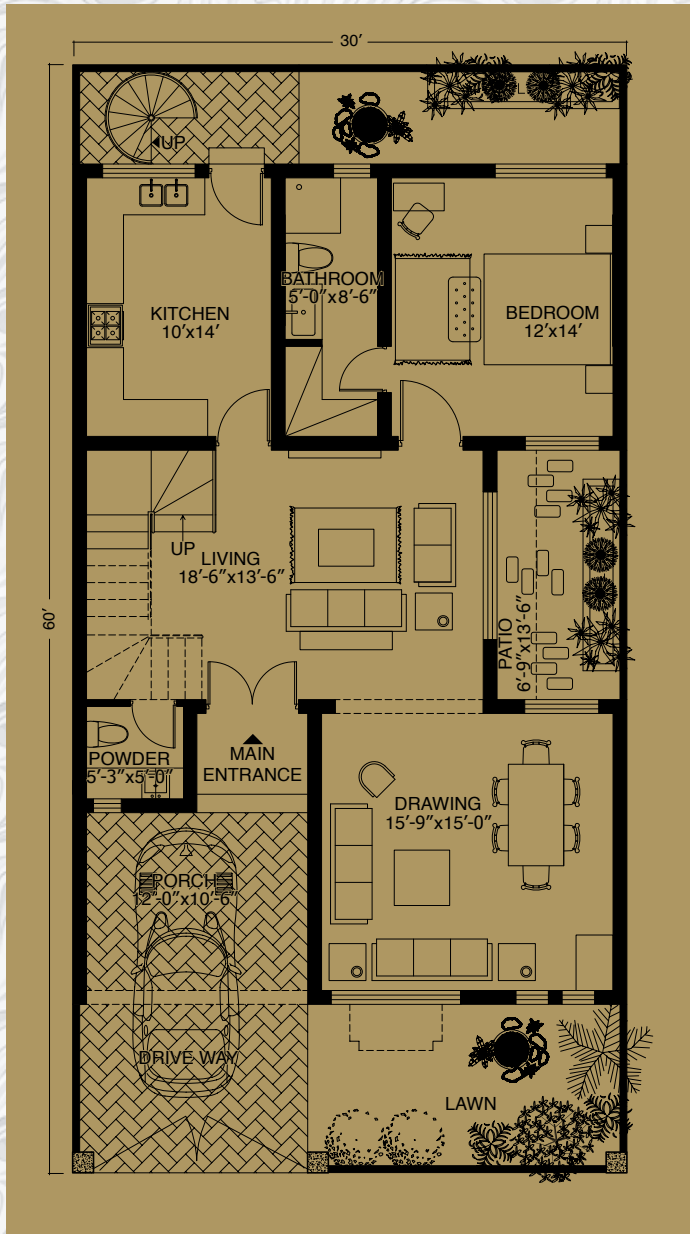 30′
UP
KITCHEN
10′x14′
BATHROOM
5′-0″x8′-6″
BEDROOM
12′x14′
UP
LIVING
18′-6″x13′-6″
PATIO
6′-9″x13′-6″
60′
POWDER
5′-3″x5′-0″
MAIN
ENTRANCE
DRAWING
15′-9″x15′-0″
PORCH
12′-0″x10′-6″
DRIVE WAY
LAWN